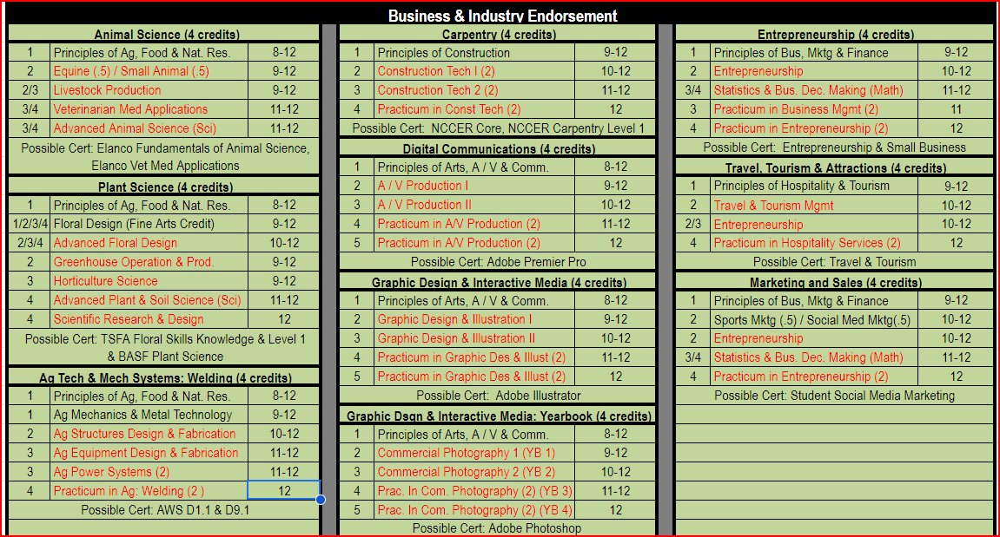 Business & Industry Endorsement
Animal Science (4 credits)
1 Principles of Ag, Food & Nat. Res. 8-12
2 Equine (.5) / Small Animal (.5) 9-12
2/3 Livestock Production 9-12
3/4 Veterinarian Med Applications 11-12
3/4 Advanced Animal Science (Sci) 11-12
Possible Cert: Elanco Fundamentals of Animal Science,
Elanco Vet Med Applications
Plant Science (4 credits)
1 Principles of Ag, Food & Nat. Res. 8-12
1/2/3/4 Floral Design (Fine Arts Credit) 9-12
2/3/4 Advanced Floral Design 10-12
2 Greenhouse Operation & Prod. 9-12
3 Horticulture Science 9-12
4 Advanced Plant & Soil Science (Sci) 11-12
4 Scientific Research & Design 12
Possible Cert: TSFA Floral Skills Knowledge & Level 1
& BASF Plant Science
Ag Tech & Mech Systems: Welding (4 credits)
1 Principles of Ag, Food & Nat. Res. 8-12
1 Ag Mechanics & Metal Technology 9-12
2 Ag Structures Design & Fabrication 10-12
3 Ag Equipment Design & Fabrication 11-12
3 Ag Power Systems (2) 11-12
4 Practicum in Ag: Welding (2 ) 12
Possible Cert: AWS D1.1 & D9.1
Carpentry (4 credits)
1 Principles of Construction 9-12
2 Construction Tech I (2) 10-12
3 Construction Tech 2 (2) 11-12
4 Practicum in Const Tech (2) 12
Possible Cert: NCCER Core, NCCER Carpentry Level 1
Digital Communications (4 credits)
1 Principles of Arts, A / V & Comm. 8-12
2 A / V Production I 9-12
3 A / V Production II 10-12
4 Practicum in A/V Production (2) 11-12
5 Practicum in A/V Production (2) 12
Possible Cert: Adobe Premier Pro
Graphic Design & Interactive Media (4 credits)
1 Principles of Arts, A / V & Comm. 8-12
2 Graphic Design & Illustration I 9-12
3 Graphic Design & Illustration II 10-12
4 Practicum in Graphic Des & Illust (2) 11-12
5 Practicum in Graphic Des & Illust (2) 12
Possible Cert: Adobe Illustrator
Graphic Dsgn & Interactive Media: Yearbook (4 credits)
1 Principles of Arts, A / V & Comm. 8-12
2 Commercial Photography 1 (YB 1) 9-12
3 Commercial Photography 2 (YB 2) 10-12
4 Prac. In Com. Photography (2) (YB 3) 11-12
5 Prac. In Com. Photography (2) (YB 4) 12
Possible Cert: Adobe Photoshop
Entrepreneurship (4 credits)
1 Principles of Bus, Mktg & Finance 9-12
2 Entrepreneurship 10-12
3/4 Statistics & Bus. Dec. Making (Math) 11-12
3 Practicum in Business Mgmt (2) 11
4 Practicum in Entrepreneurship (2) 12
Possible Cert: Entrepreneurship & Small Business
Travel, Tourism & Attractions (4 credits)
1 Principles of Hospitality & Tourism 9-12
2 Travel & Tourism Mgmt 10-12
2/3 Entrepreneurship 10-12
4 Practicum in Hospitality Services (2) 12
Possible Cert: Travel & Tourism
Marketing and Sales (4 credits)
1 Principles of Bus, Mktg & Finance 9-12
2 Sports Mktg (.5) / Social Med Mktg(.5) 10-12
2 Entrepreneurship 10-12
3/4 Statistics & Bus. Dec. Making (Math) 11-12
4 Practicum in Entrepreneurship (2) 12
Possible Cert: Student Social Media Marketing